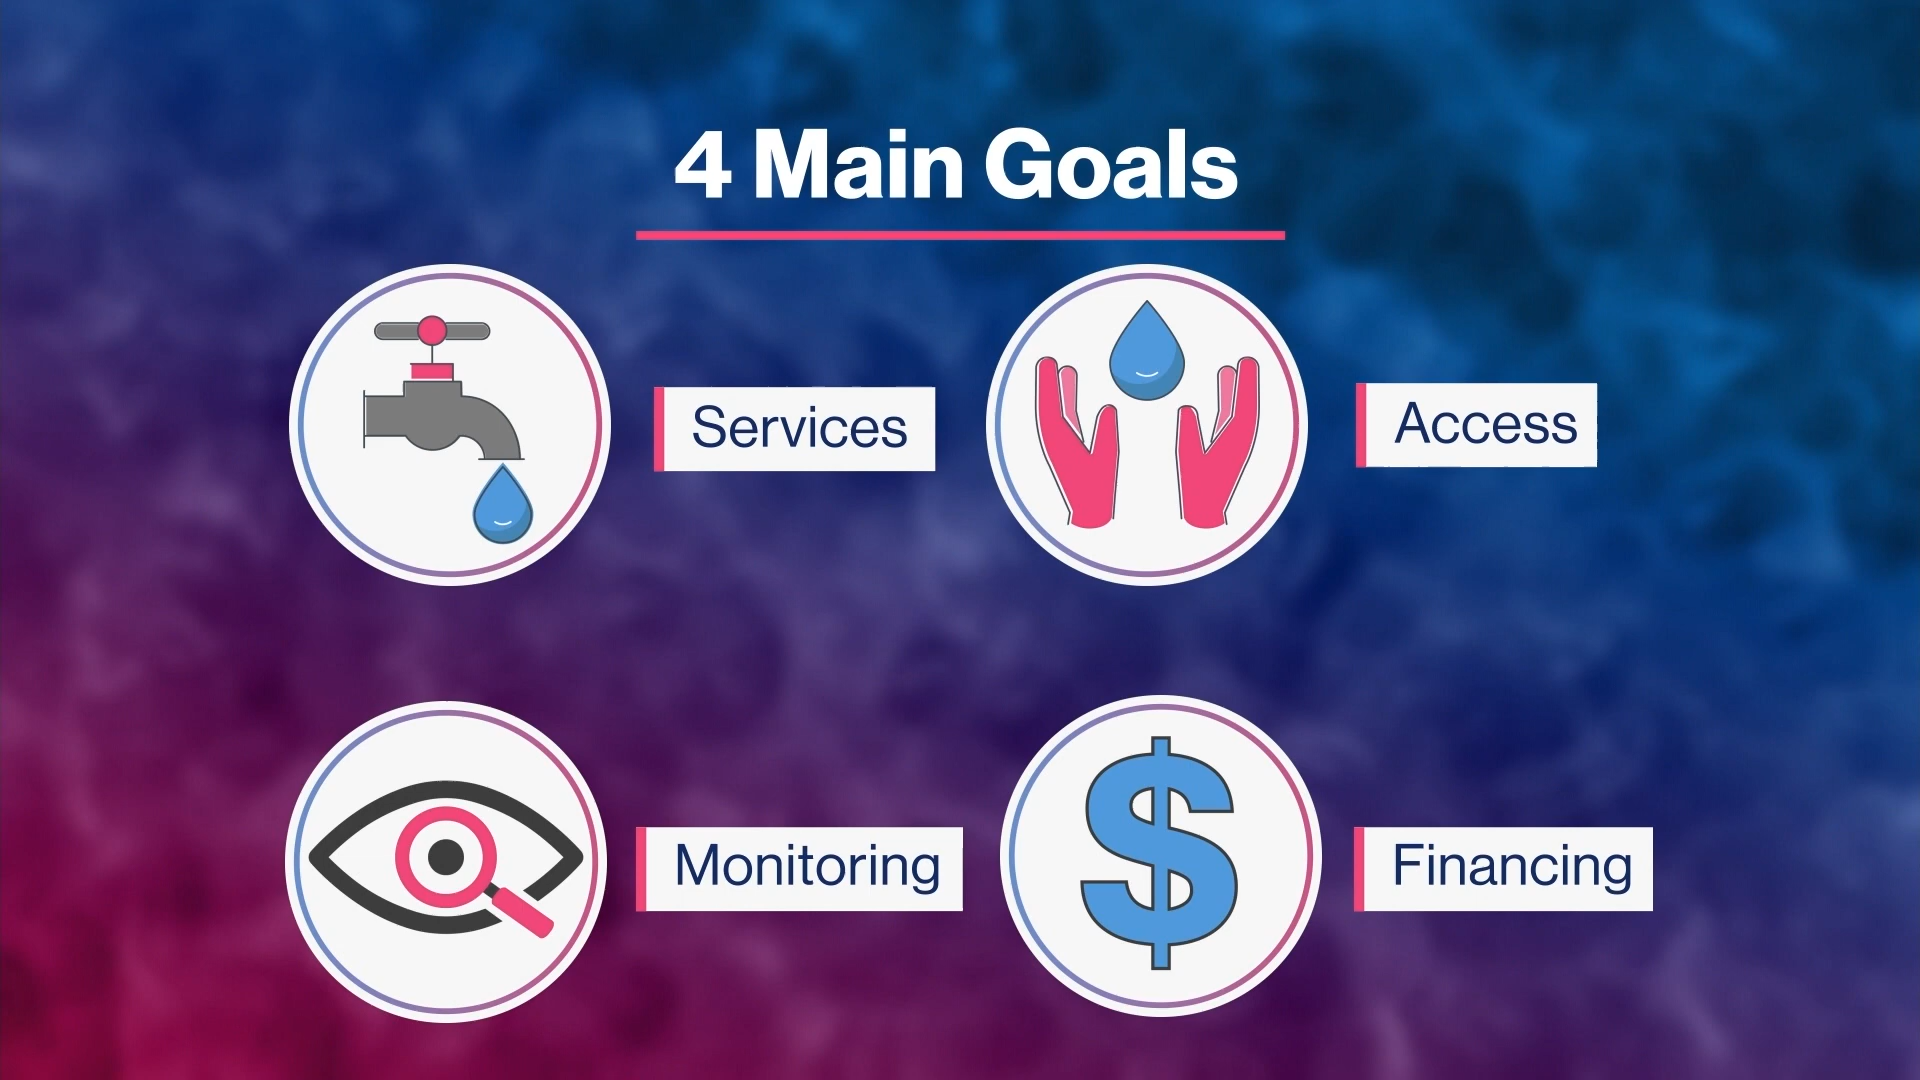 4 Main Goals
Services
Access
Monitoring
Financing